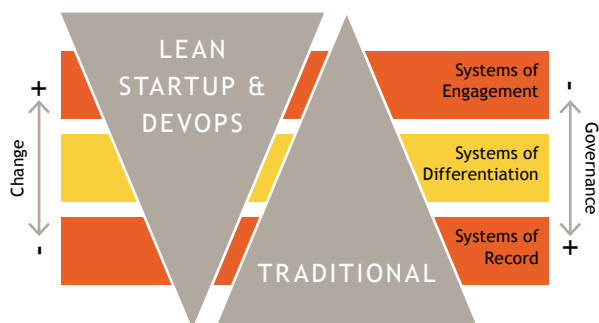 LEAN
STARTUP &
DEVOPS
Systems of
Engagement
Systems of
Differentiation
Systems of
Record
TRADITIONAL
+
Change
-
-
Governance
+